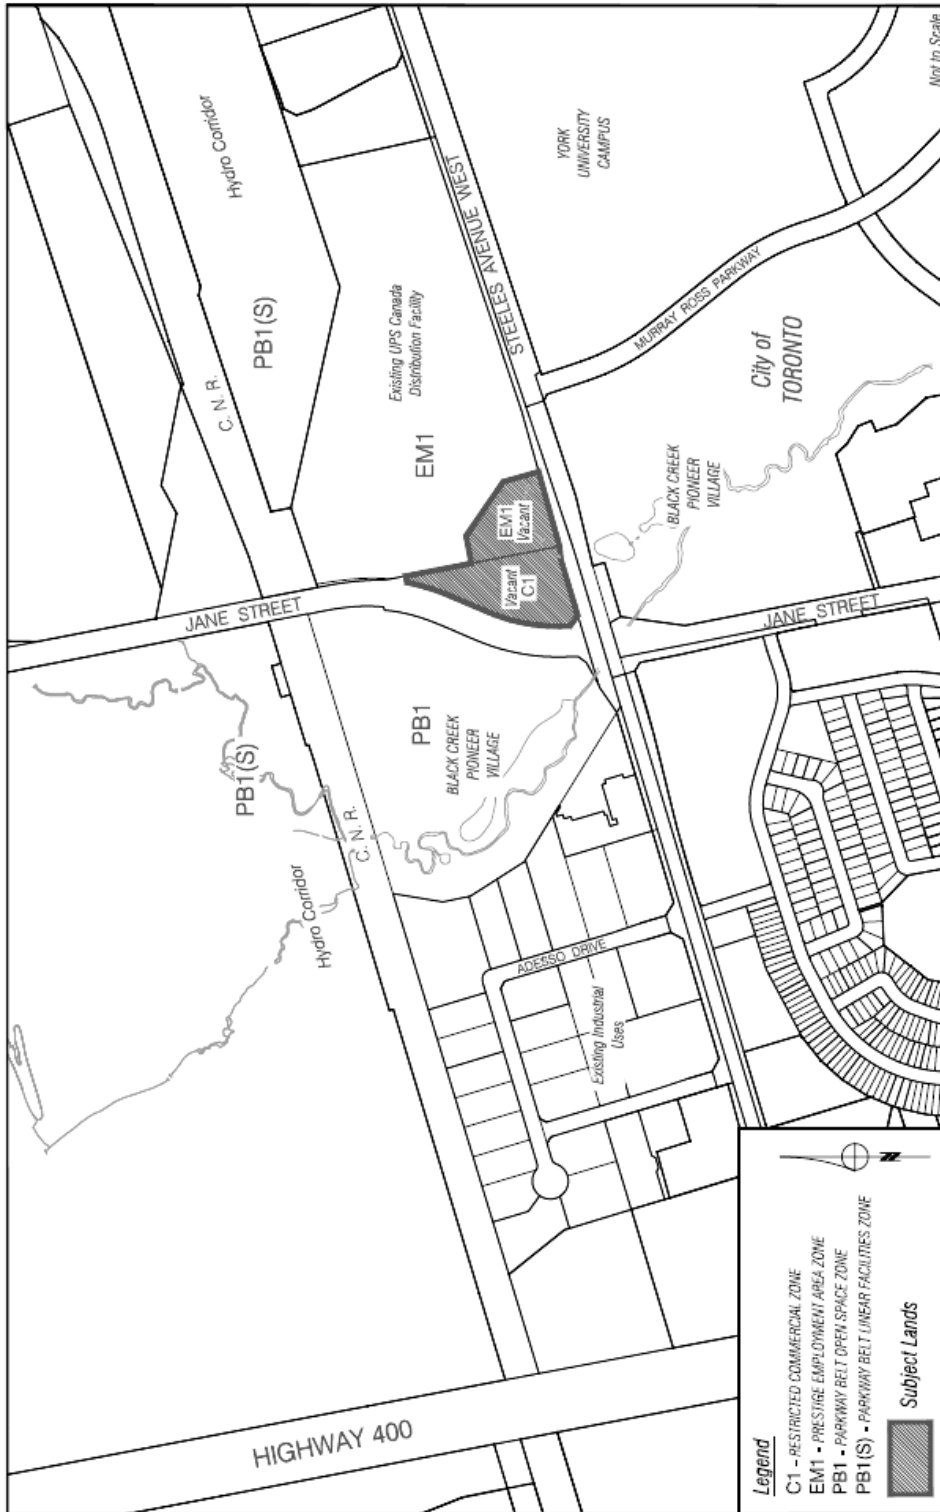 Hydro Corridor
C. N. R.
PB1(S)
Existing UPS Canada
Distribution Facility
EM1
STEELES AVENUE WEST
YORK
UNIVERSITY
CAMPUS
MURRAY ROSS PARKWAY
City of
TORONTO
Not to Scale
JANE STREET
Vacant
C1
EM1
Vacant
BLACK CREEK
PIONEER
VILLAGE
JANE STREET
PB1(S)
PB1
BLACK CREEK
PIONEER
VILLAGE
C. N. R.
Hydro Corridor
ADESSO DRIVE
Existing Industrial
Uses
HIGHWAY 400
Legend
C1 - RESTRICTED COMMERCIAL ZONE
EM1 - PRESTIGE EMPLOYMENT AREA ZONE
PB1 - PARKWAY BELT OPEN SPACE ZONE
PB1(S) - PARKWAY BELT LINEAR FACILITIES ZONE
Subject Lands
N